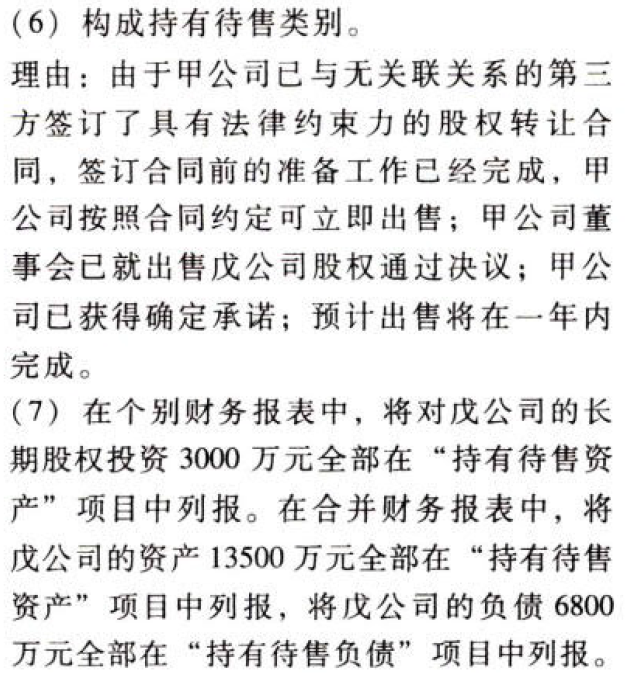 (6) 构成持有待售类别。
理由：由于甲公司已与无关联关系的第三
方签订了具有法律约束力的股权转让合
同，签订合同前的准备工作已经完成，甲
公司按照合同约定可立即出售；甲公司董
事会已就出售戊公司股权通过决议；甲公
司已获得确定承诺；预计出售将在一年内
完成。
(7) 在个别财务报表中，将对戊公司的长
期股权投资 3000 万元全部在“持有待售资
产”项目中列报。在合并财务报表中，将
戊公司的资产 13500 万元全部在“持有待售
资产”项目中列报，将戊公司的负债 6800
万元全部在“持有待售负债”项目中列报。